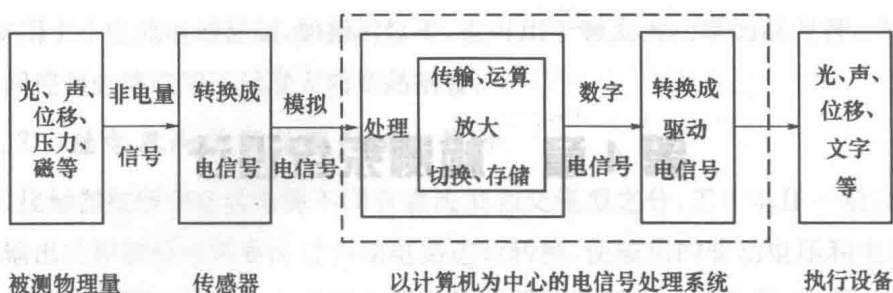 光、声、
位移、
压力、
磁等
非电量
信号
转换成
电信号
模拟
电信号
处理
传输、运算
放大
切换、存储
数字
电信号
转换成
驱动
电信号
光、声、
位移、
文字
等
被测物理量
传感器
以计算机为中心的电信号处理系统
执行设备